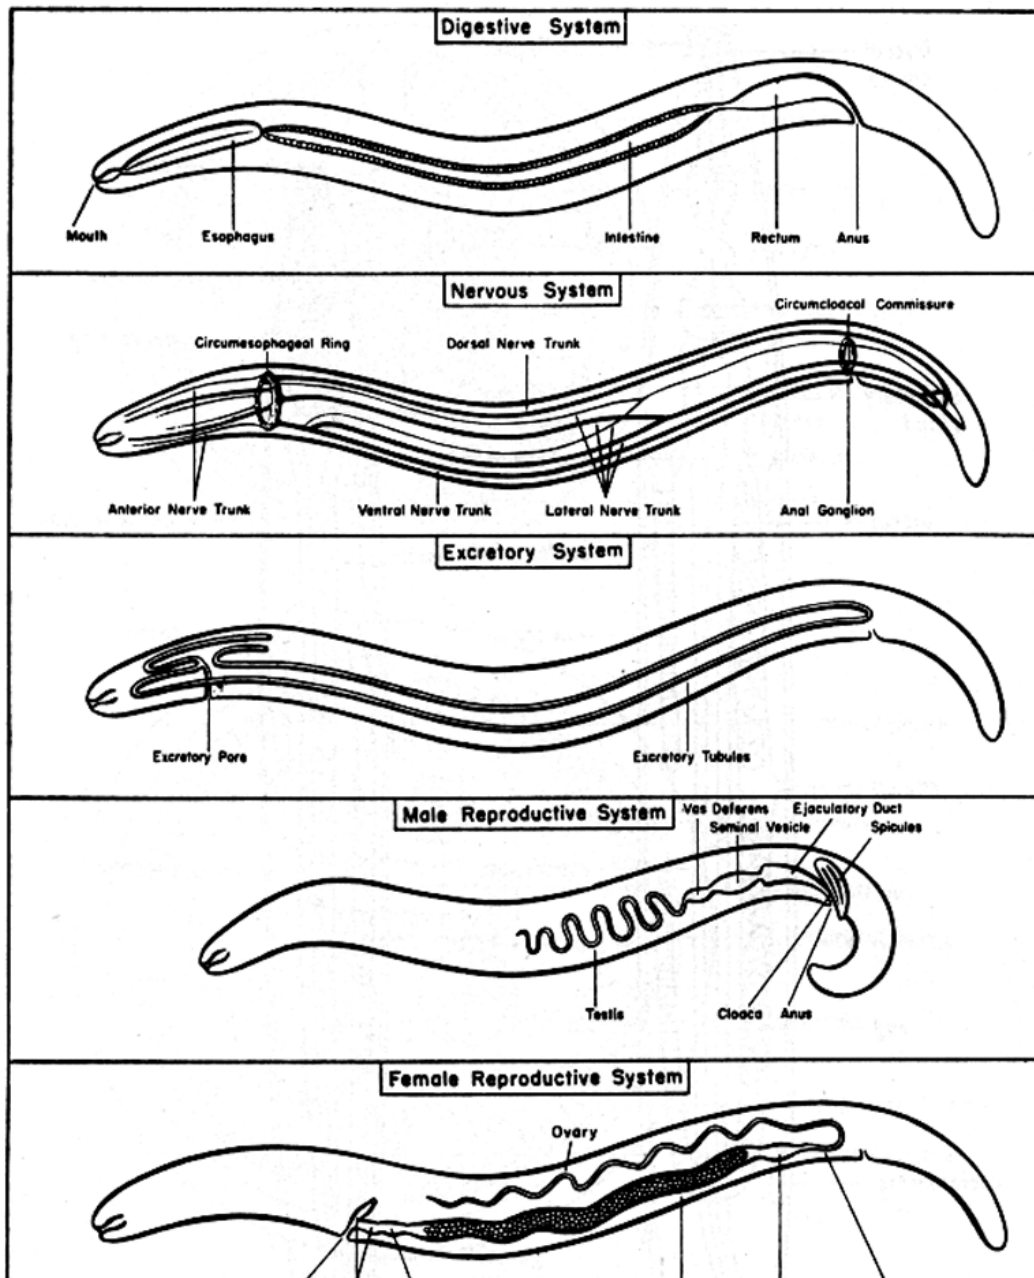 Digestive System
Mouth
Esophagus
Intestine
Rectum
Anus
Nervous System
Circumcloacal Commissure
Circumesophageal Ring
Dorsal Nerve Trunk
Anterior Nerve Trunk
Ventral Nerve Trunk
Lateral Nerve Trunk
Anal Ganglion
Excretory System
Excretory Pore
Excretory Tubules
Male Reproductive System
Vas Deferens
Ejaculatory Duct
Seminal Vesicle
Spicules
Testis
Cloaca
Anus
Female Reproductive System
Ovary